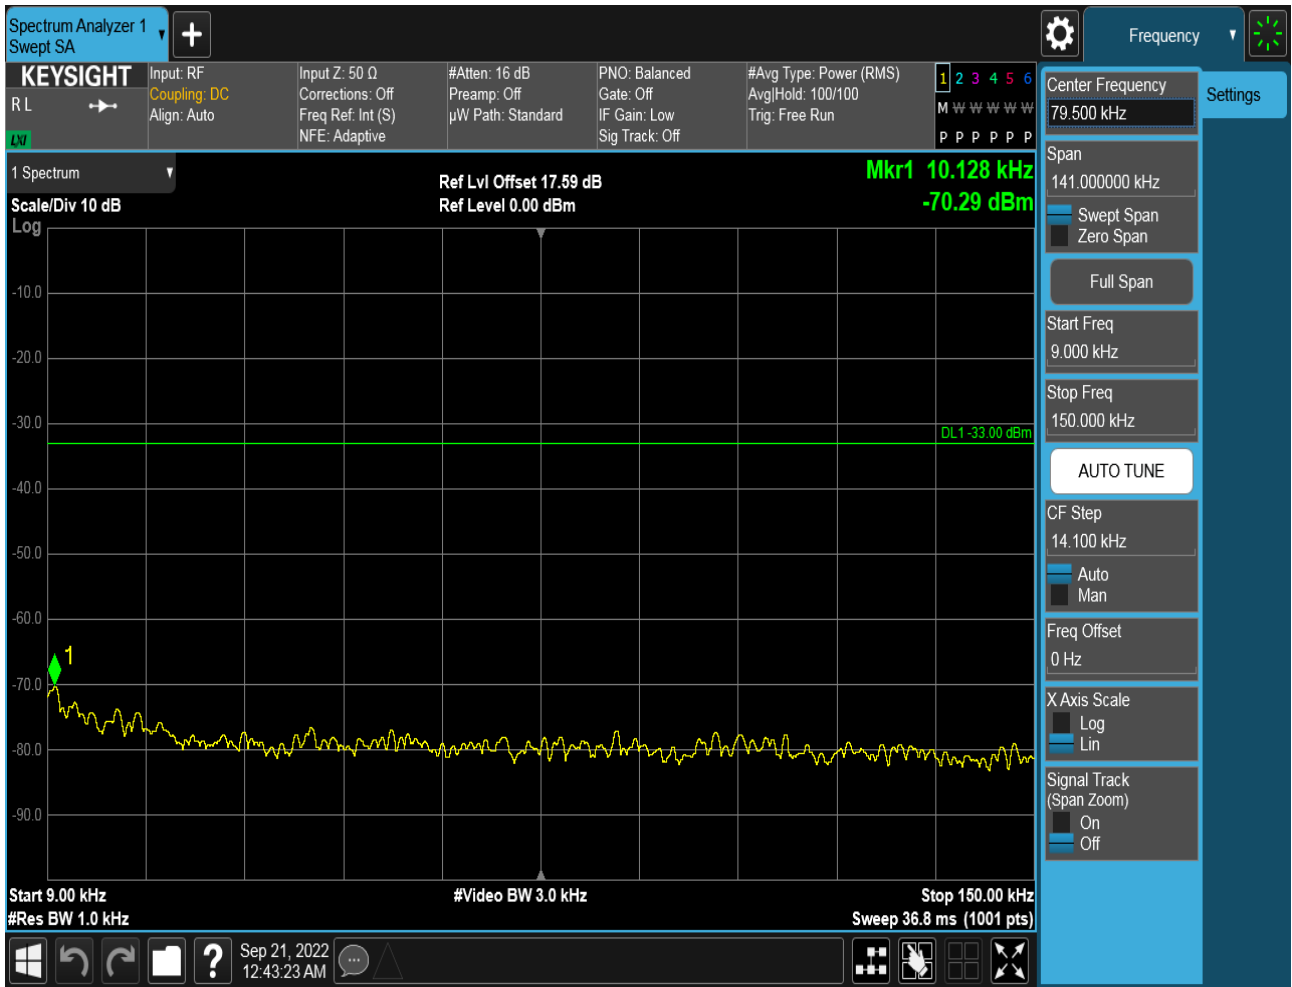 Spectrum Analyzer 1
Swept SA
Frequency
KEYSIGHT
R L
LXI
Input: RF
Coupling: DC
Align: Auto
Input Z: 50 Ω
Corrections: Off
Freq Ref: Int (S)
NFE: Adaptive
#Atten: 16 dB
Preamp: Off
µW Path: Standard
PNO: Balanced
Gate: Off
IF Gain: Low
Sig Track: Off
#Avg Type: Power (RMS)
Avg|Hold: 100/100
Trig: Free Run
1 2 3 4 5 6
M W W W W W
P P P P P P
1 Spectrum
Scale/Div 10 dB
Log
Ref Lvl Offset 17.59 dB
Ref Level 0.00 dBm
Mkr1 10.128 kHz
-70.29 dBm
-10.0
-20.0
-30.0
DL1 -33.00 dBm
-40.0
-50.0
-60.0
1
-70.0
-80.0
-90.0
Start 9.00 kHz
#Video BW 3.0 kHz
Stop 150.00 kHz
#Res BW 1.0 kHz
Sweep 36.8 ms (1001 pts)
?
Sep 21, 2022
12:43:23 AM
Center Frequency
79.500 kHz
Settings
Span
141.000000 kHz
Swept Span
Zero Span
Full Span
Start Freq
9.000 kHz
Stop Freq
150.000 kHz
AUTO TUNE
CF Step
14.100 kHz
Auto
Man
Freq Offset
0 Hz
X Axis Scale
Log
Lin
Signal Track
(Span Zoom)
On
Off